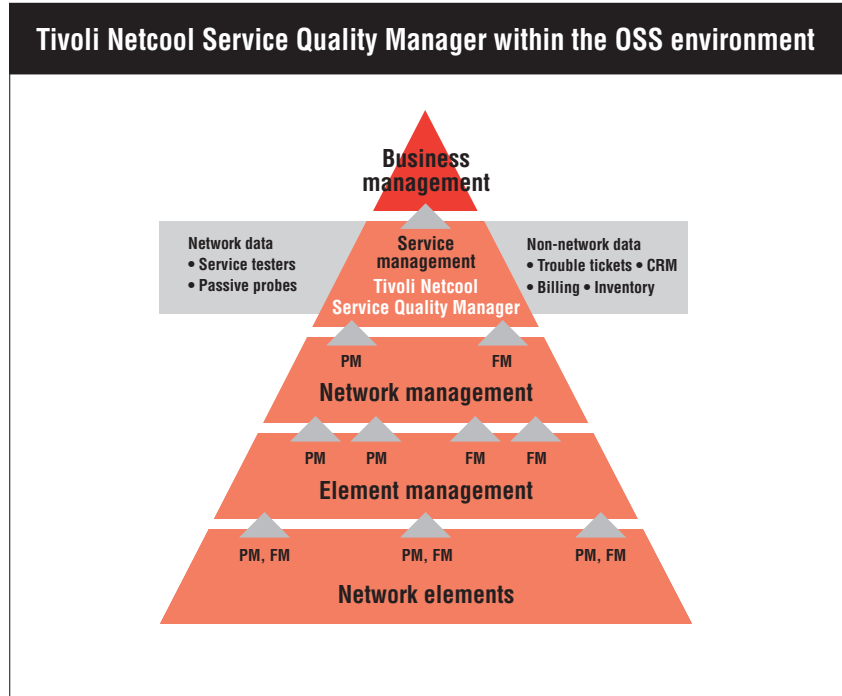 Tivoli Netcool Service Quality Manager within the OSS environment
Business
management
Network data
• Service testers
• Passive probes
Service
management
Tivoli Netcool
Service Quality Manager
Non-network data
• Trouble tickets • CRM
• Billing • Inventory
PM FM
Network management
PM PM FM FM
Element management
PM, FM PM, FM PM, FM
Network elements